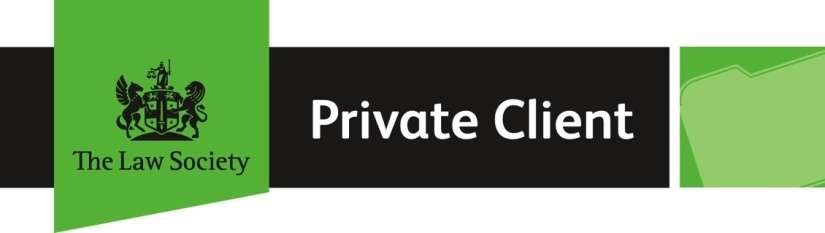 The Law Society
Private Client